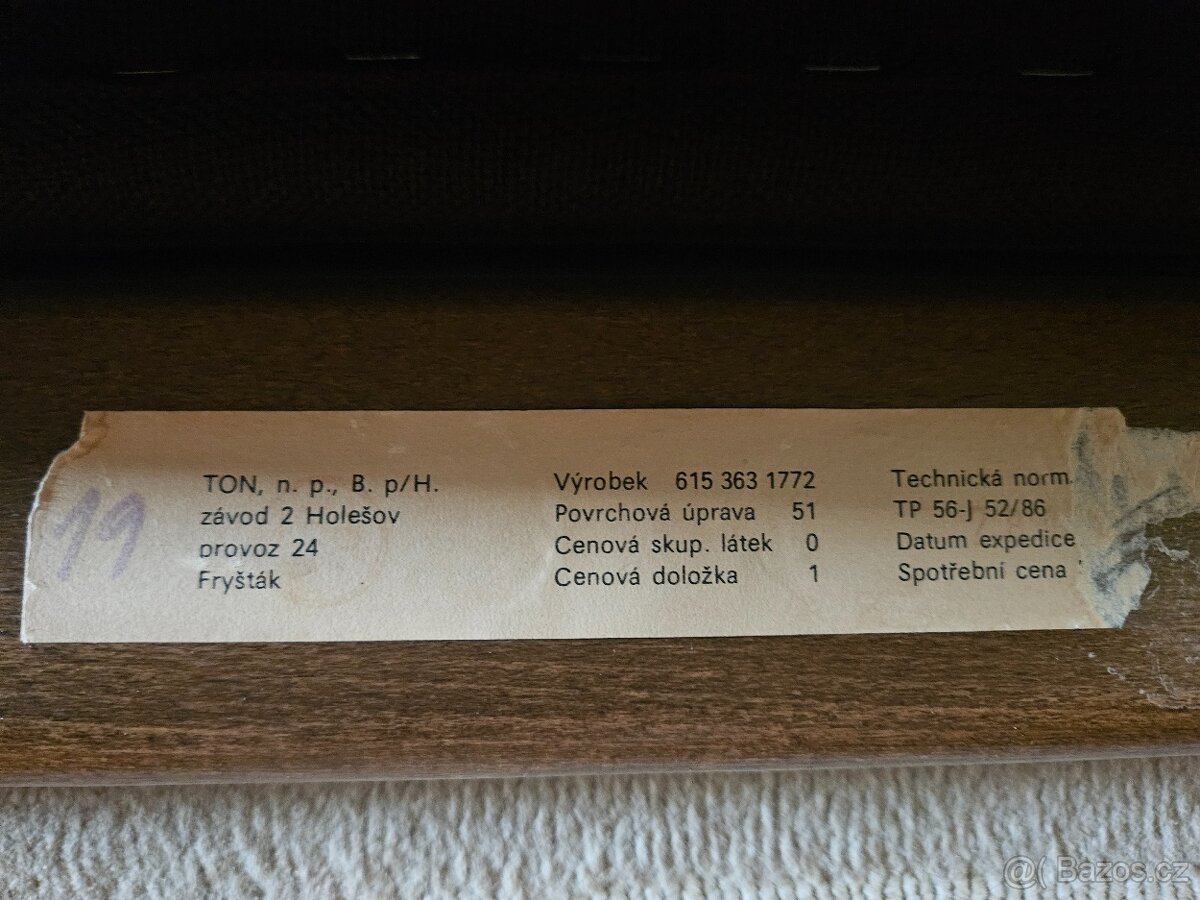 19
TON, n. p., B. p/H.
závod 2 Holešov
provoz 24
Fryšták
Výrobek 615 363 1772
Povrchová úprava 51
Cenová skup. látek 0
Cenová doložka 1
Technická norm
TP 56-J 52/86
Datum expedice
Spotřební cena
@( Bazos.cz